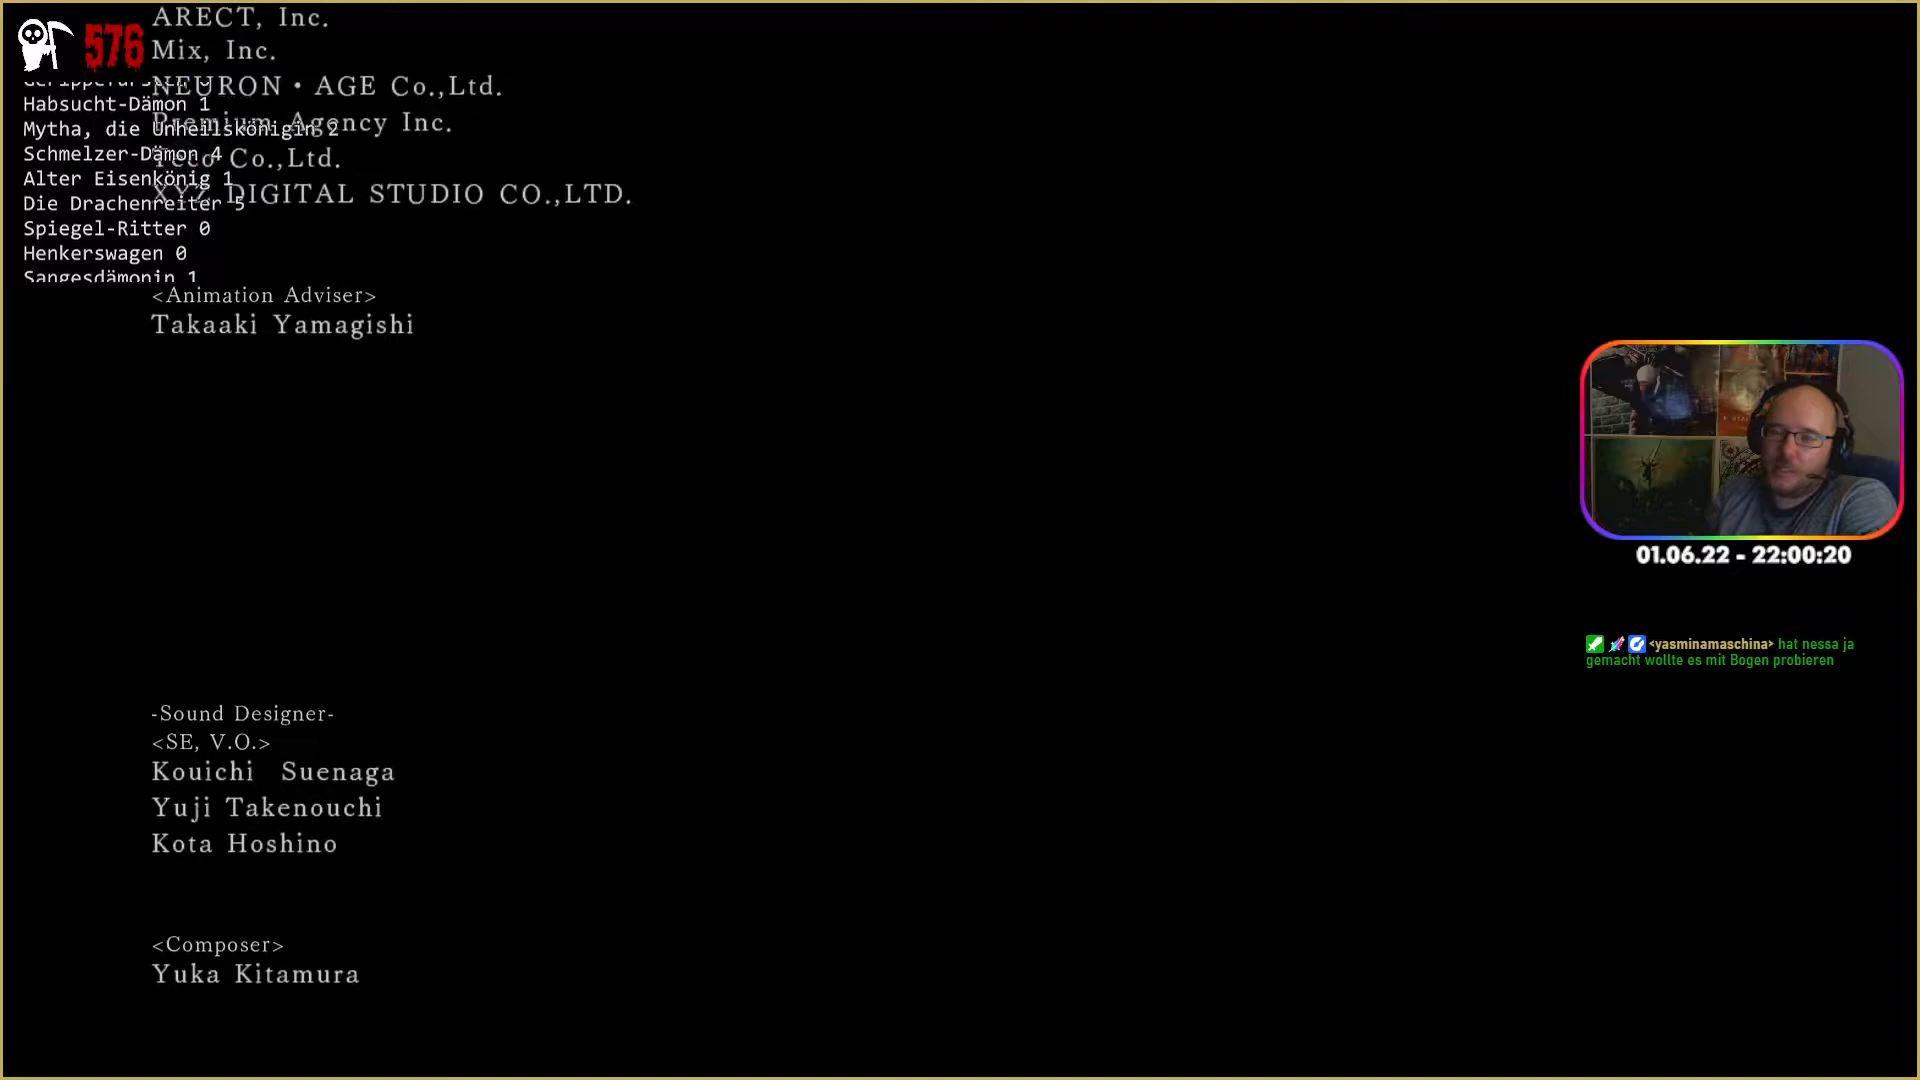 576
Habsucht-Dämon 1
Mytha, die Unheilskönigin 2
Schmelzer-Dämon 4
Alter Eisenkönig 1
Die Drachenreiter 5
Spiegel-Ritter 0
Henkerswagen 0
Sangesdämonin 1
ARECT, Inc.
Mix, Inc.
NEURON・AGE Co.,Ltd.
Premium Agency Inc.
Co.,Ltd.
XYZ DIGITAL STUDIO CO.,LTD.
<Animation Adviser>
Takaaki Yamagishi
-Sound Designer-
<SE, V.O.>
Kouichi Suenaga
Yuji Takenouchi
Kota Hoshino
<Composer>
Yuka Kitamura
01.06.22 - 22:00:20
<yasminamaschina> hat nessa ja
gemacht wollte es mit Bogen probieren